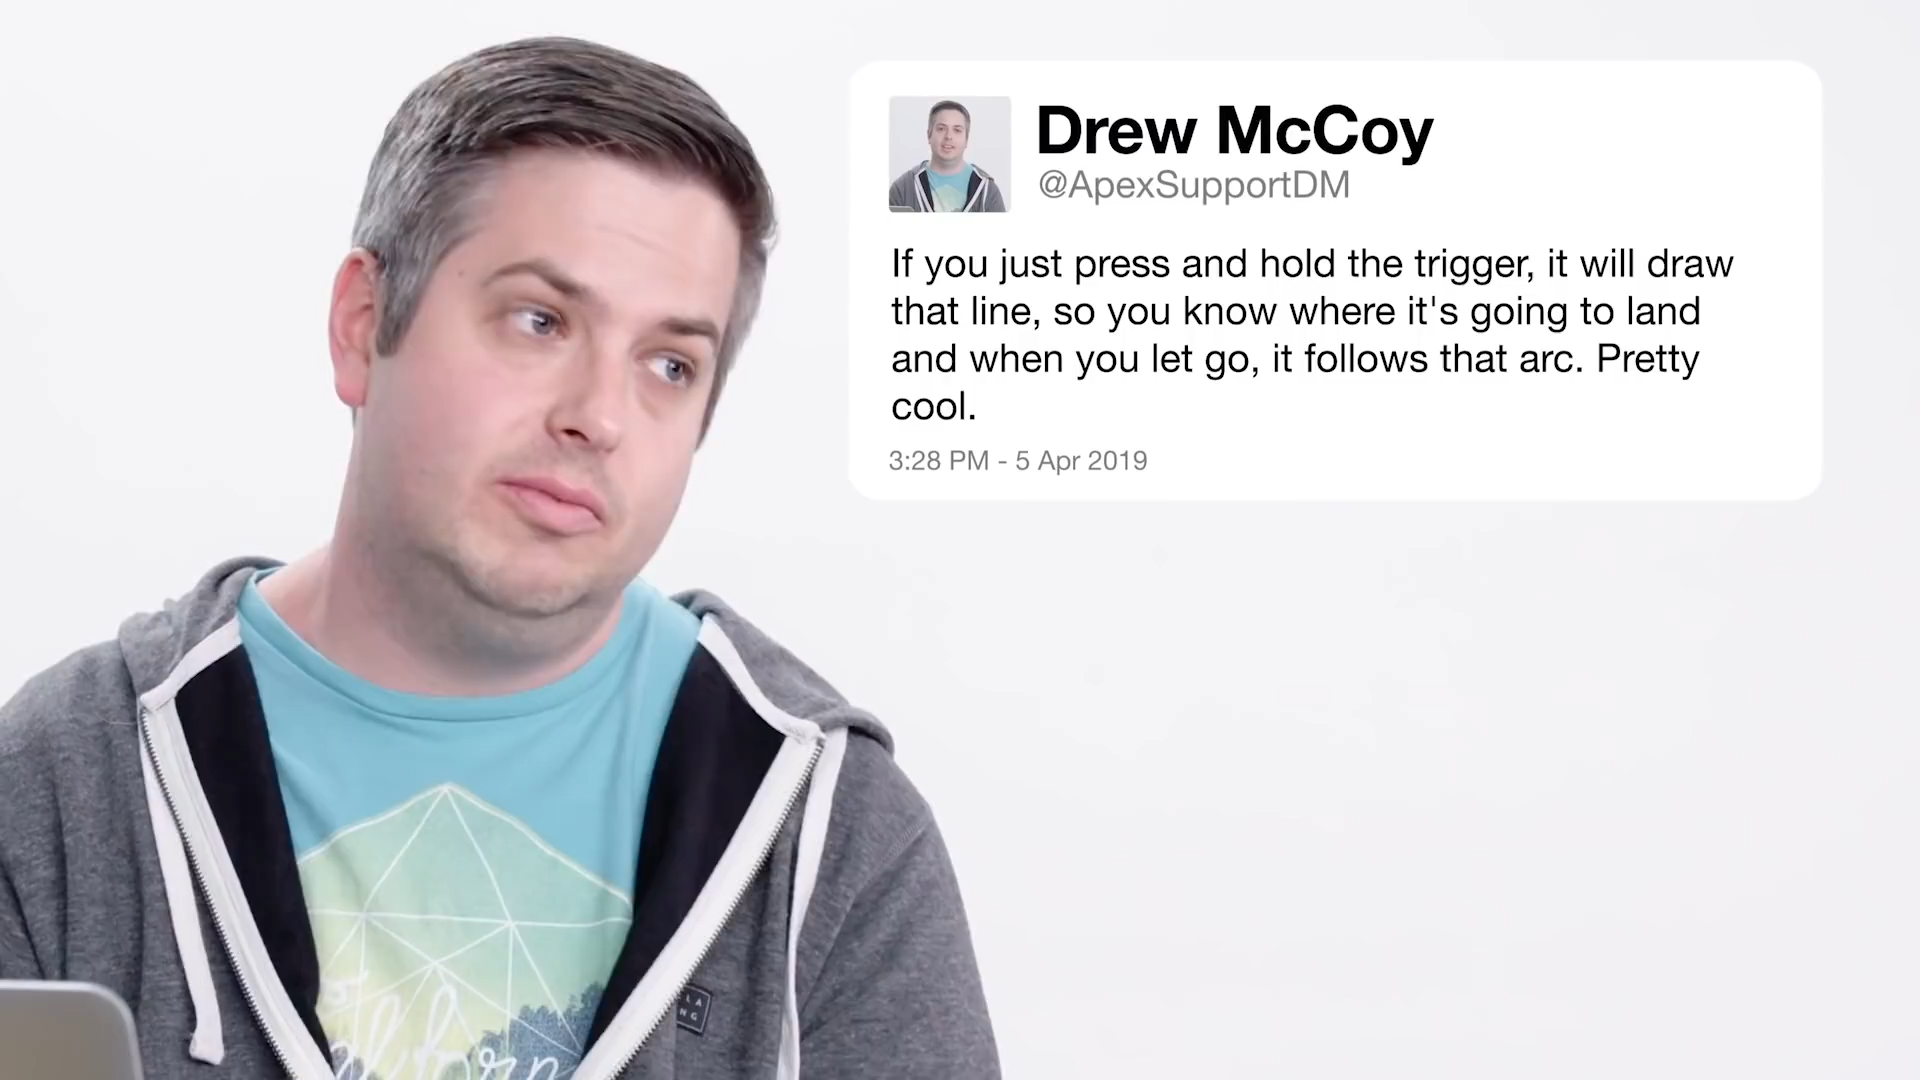 Drew McCoy
@ApexSupportDM
If you just press and hold the trigger, it will draw
that line, so you know where it's going to land
and when you let go, it follows that arc. Pretty
cool.
3:28 PM - 5 Apr 2019